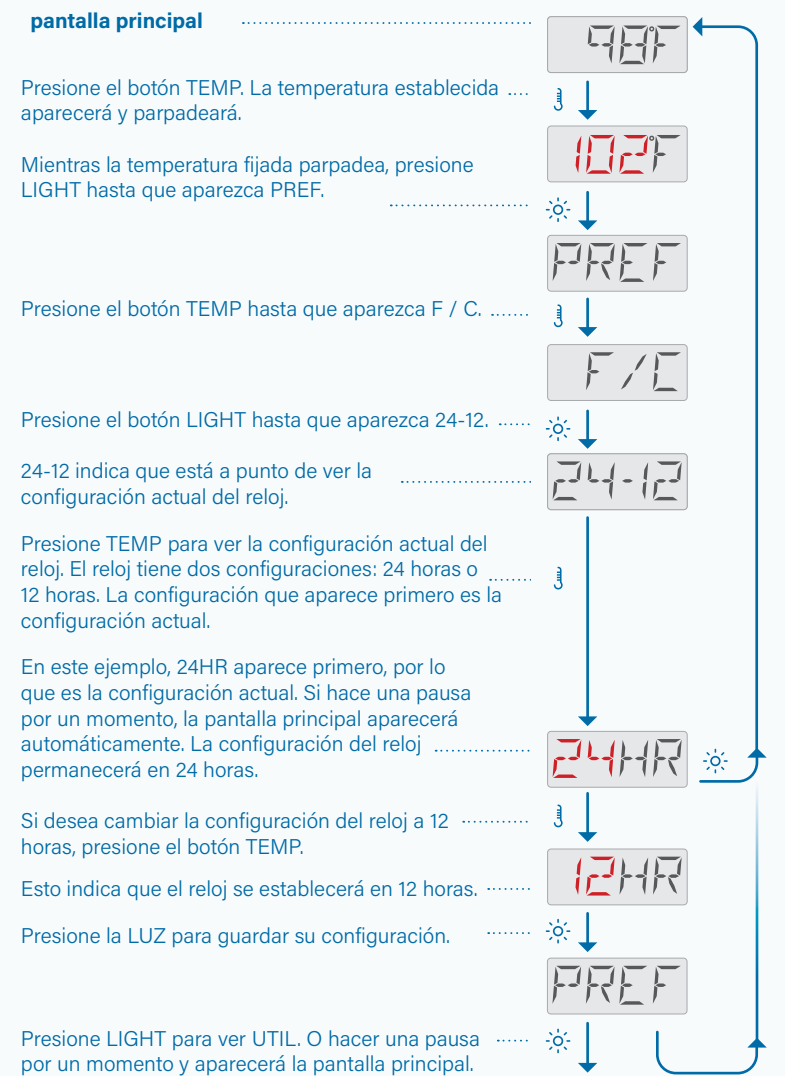 pantalla principal
98°F
Presione el botón TEMP. La temperatura establecida
aparecerá y parpadeará.
102°F
Mientras la temperatura fijada parpadea, presione
LIGHT hasta que aparezca PREF.
PREF
Presione el botón TEMP hasta que aparezca F / C.
F/C
Presione el botón LIGHT hasta que aparezca 24-12.
24-12 indica que está a punto de ver la
configuración actual del reloj.
24-12
Presione TEMP para ver la configuración actual del
reloj. El reloj tiene dos configuraciones: 24 horas o
12 horas. La configuración que aparece primero es la
configuración actual.
En este ejemplo, 24HR aparece primero, por lo
que es la configuración actual. Si hace una pausa
por un momento, la pantalla principal aparecerá
automáticamente. La configuración del reloj
permanecerá en 24 horas.
24HR
Si desea cambiar la configuración del reloj a 12
horas, presione el botón TEMP.
Esto indica que el reloj se establecerá en 12 horas.
12HR
Presione la LUZ para guardar su configuración.
PREF
Presione LIGHT para ver UTIL. O hacer una pausa
por un momento y aparecerá la pantalla principal.